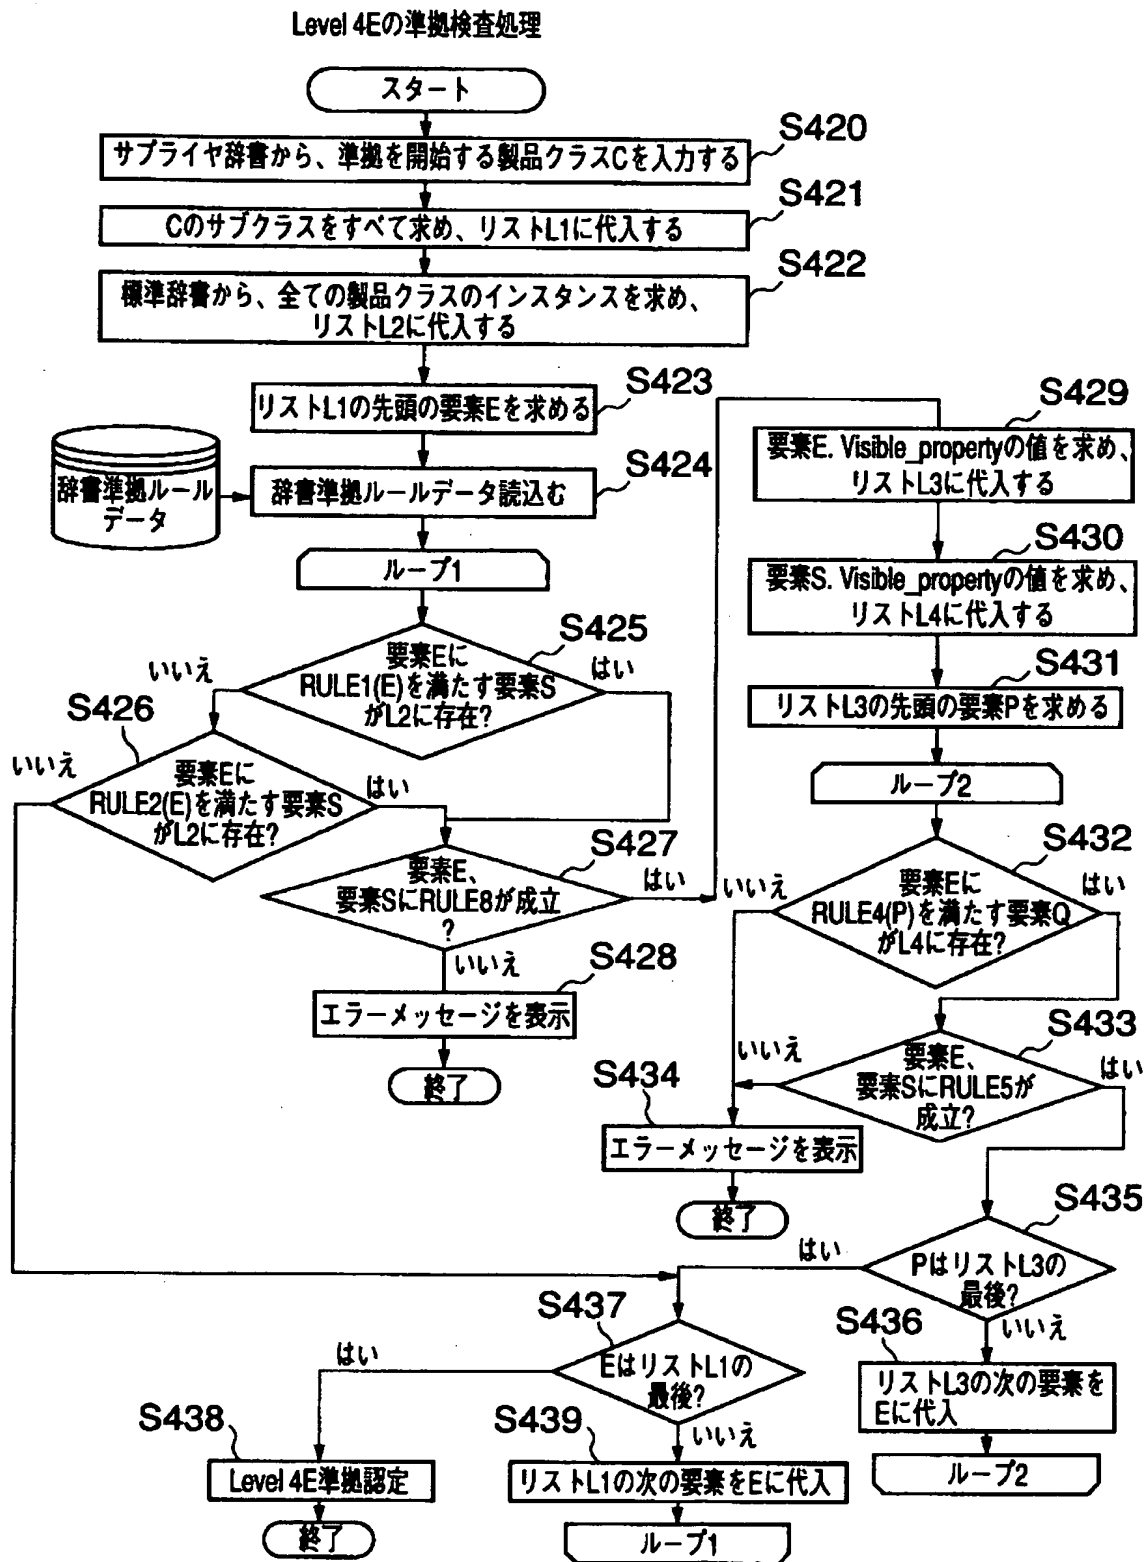 Level 4Eの準拠検査処理
スタート
S420
サプライヤ辞書から、準拠を開始する製品クラスCを入力する
S421
Cのサブクラスをすべて求め、リストL1に代入する
S422
標準辞書から、全ての製品クラスのインスタンスを求め、
リストL2に代入する
S423
リストL1の先頭の要素Eを求める
辞書準拠ルール
データ
S424
辞書準拠ルールデータ読込む
ループ1
S425
要素Eに
RULE1(E)を満たす要素S
がL2に存在?
いいえ
はい
S426
要素Eに
RULE2(E)を満たす要素S
がL2に存在?
いいえ
はい
S427
要素E、
要素SにRULE8が成立
?
はい
いいえ
S428
エラーメッセージを表示
終了
S429
要素E. Visible_propertyの値を求め、
リストL3に代入する
S430
要素S. Visible_propertyの値を求め、
リストL4に代入する
S431
リストL3の先頭の要素Pを求める
ループ2
S432
要素Eに
RULE4(P)を満たす要素Q
がL4に存在?
いいえ
はい
S433
要素E、
要素SにRULE5が
成立?
いいえ
はい
S434
エラーメッセージを表示
終了
S435
PはリストL3の
最後?
はい
いいえ
S436
リストL3の次の要素を
Eに代入
ループ2
S437
EはリストL1の
最後?
はい
いいえ
S438
Level 4E準拠認定
終了
S439
リストL1の次の要素をEに代入
ループ1